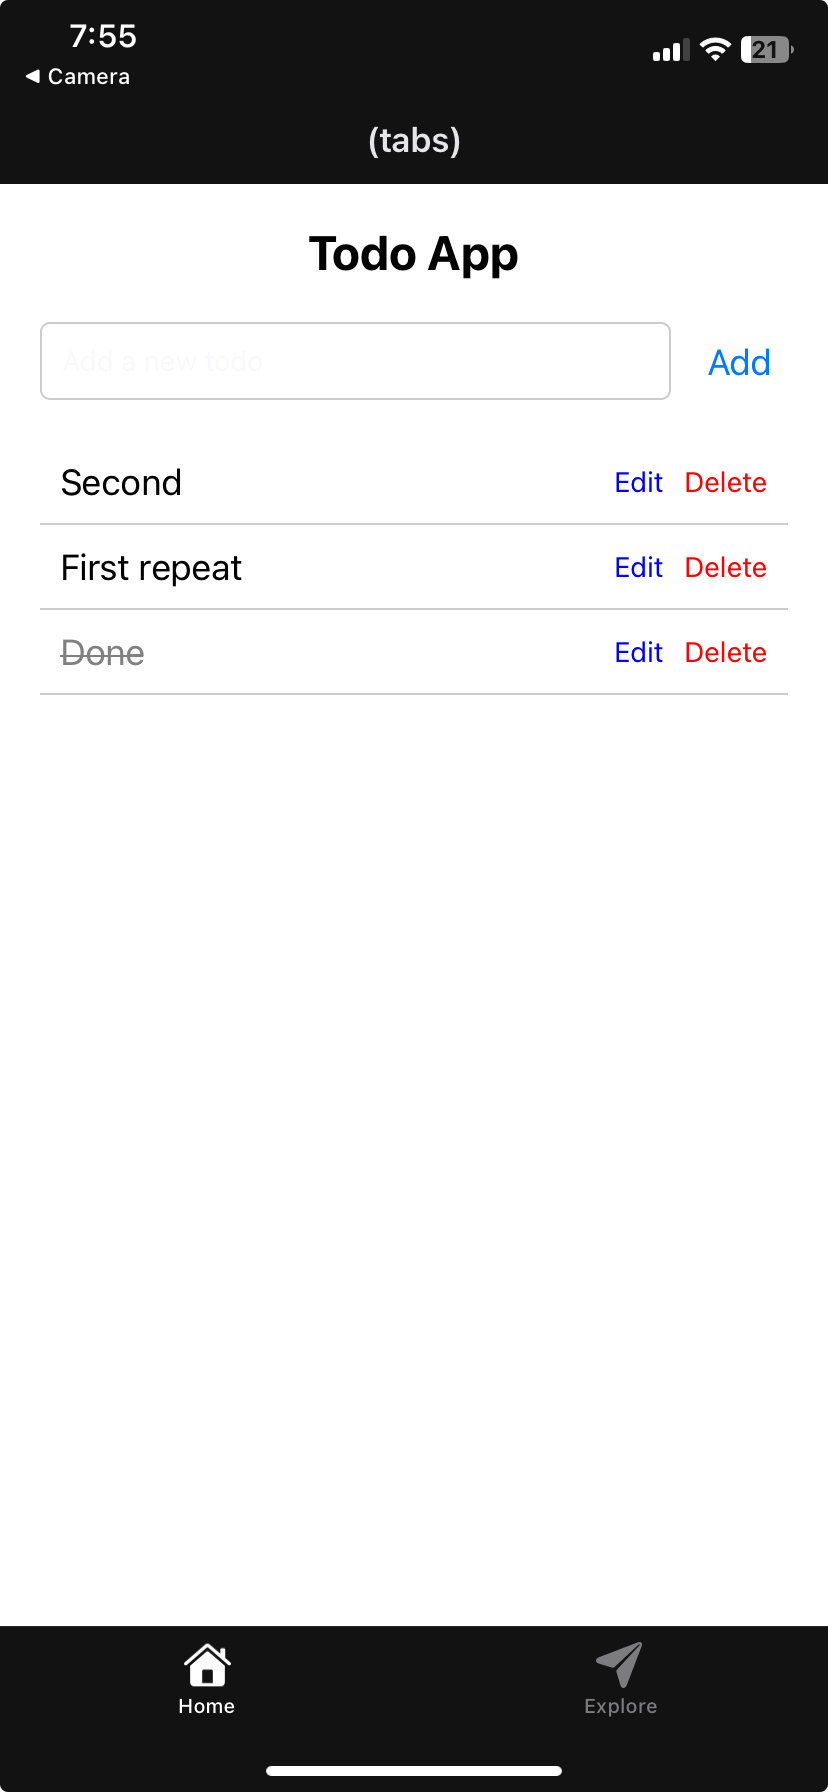 7:55
21
◀ Camera
(tabs)
Todo App
Add a new todo Add
Second Edit Delete
First repeat Edit Delete
Done Edit Delete
Home Explore